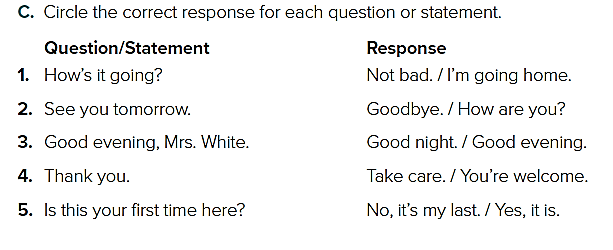 C. Circle the correct response for each question or statement.
Question/Statement Response
1. How's it going? Not bad. / I'm going home.
2. See you tomorrow. Goodbye. / How are you?
3. Good evening, Mrs. White. Good night. / Good evening.
4. Thank you. Take care. / You're welcome.
5. Is this your first time here? No, it's my last. / Yes, it is.